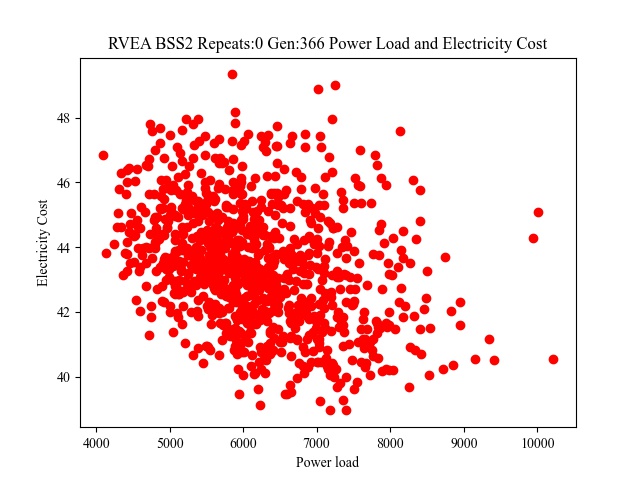 RVEA BSS2 Repeats:0 Gen:366 Power Load and Electricity Cost
48
46
44
42
40
Electricity Cost
4000 5000 6000 7000 8000 9000 10000
Power load